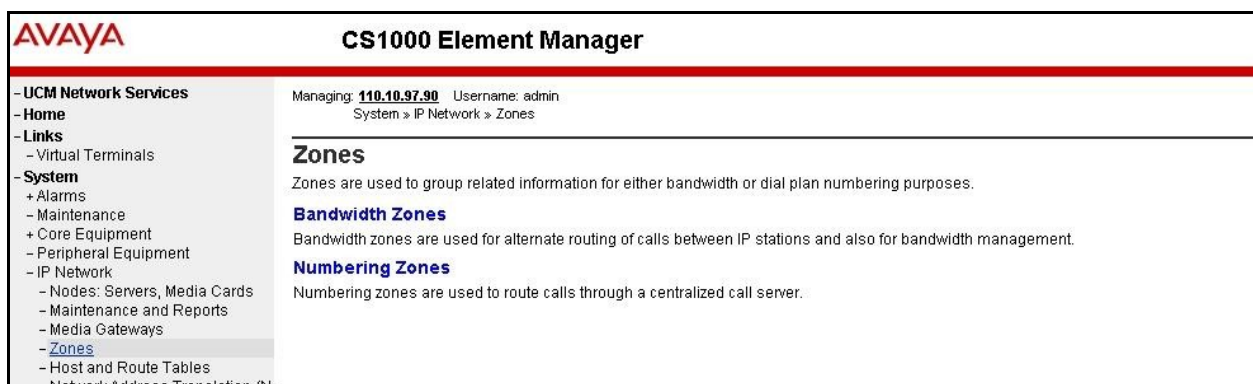 AVAYA
CS1000 Element Manager
- UCM Network Services
- Home
- Links
- Virtual Terminals
- System
+ Alarms
- Maintenance
+ Core Equipment
- Peripheral Equipment
- IP Network
- Nodes: Servers, Media Cards
- Maintenance and Reports
- Media Gateways
- Zones
- Host and Route Tables
- Network Address Translation (N
Managing: 110.10.97.90 Username: admin
System » IP Network » Zones
Zones
Zones are used to group related information for either bandwidth or dial plan numbering purposes.
Bandwidth Zones
Bandwidth zones are used for alternate routing of calls between IP stations and also for bandwidth management.
Numbering Zones
Numbering zones are used to route calls through a centralized call server.